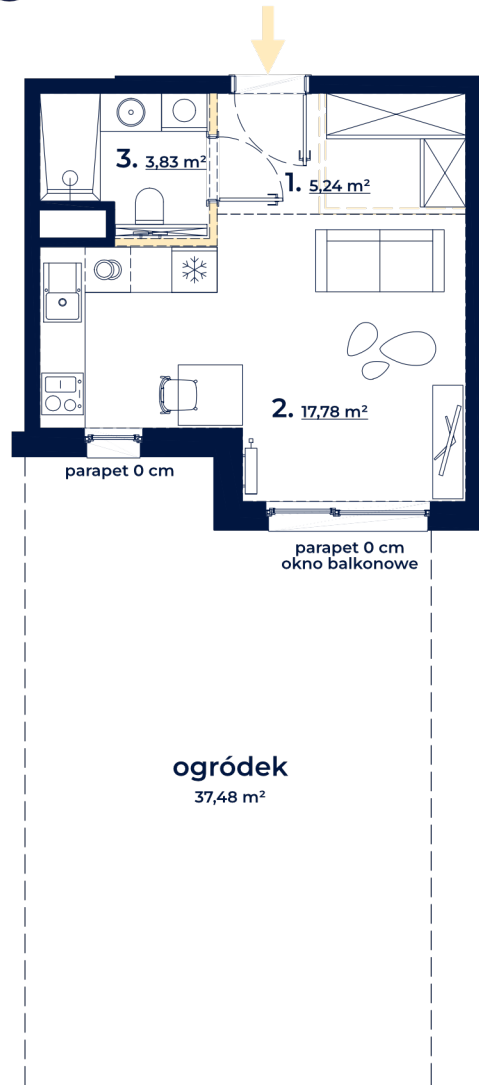 3. 3,83 m²
1. 5,24 m²
2. 17,78 m²
parapet 0 cm
parapet 0 cm
okno balkonowe
ogródek
37,48 m²